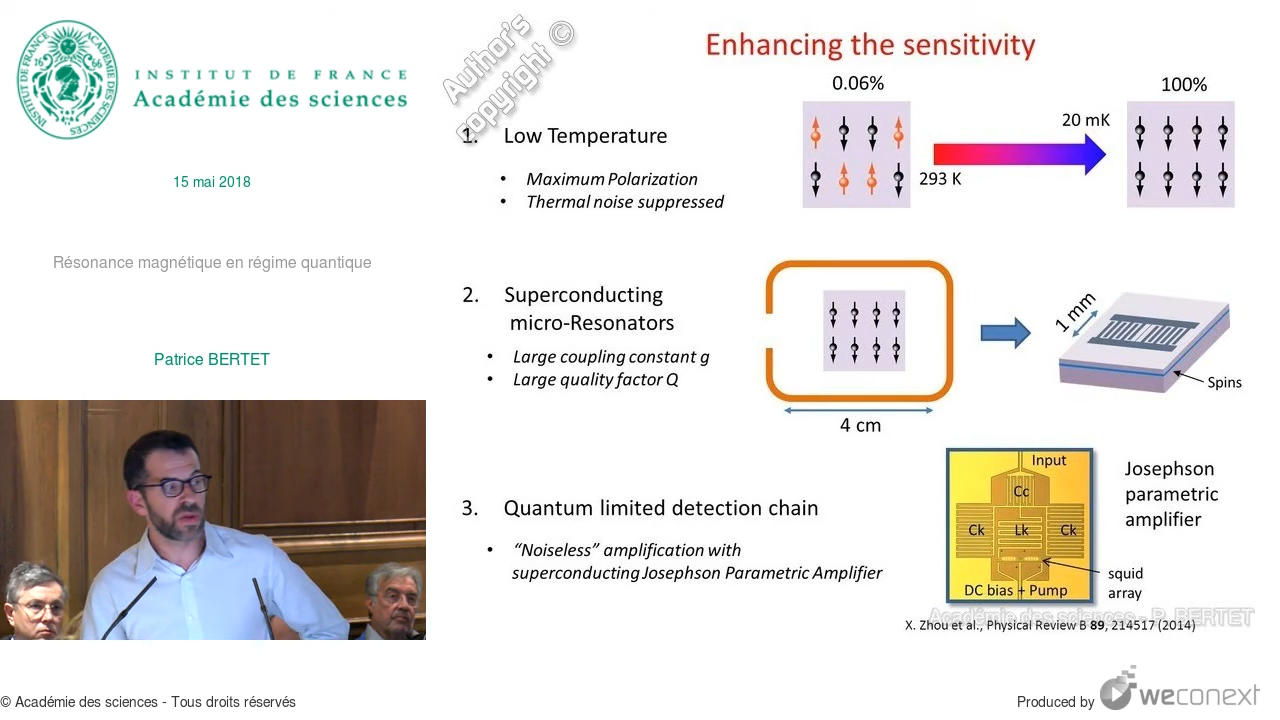 INSTITUT DE FRANCE
Académie des sciences
15 mai 2018
Résonance magnétique en régime quantique
Patrice BERTET
Author's
copyright ©
Enhancing the sensitivity
0.06%
100%
20 mK
293 K
1. Low Temperature
• Maximum Polarization
• Thermal noise suppressed
2. Superconducting
micro-Resonators
• Large coupling constant g
• Large quality factor Q
4 cm
1 mm
Spins
3. Quantum limited detection chain
• “Noiseless” amplification with
superconducting Josephson Parametric Amplifier
Input
Cc
Ck Lk Ck
DC bias + Pump
Josephson
parametric
amplifier
squid
array
Académie des sciences - P. BERTET
X. Zhou et al., Physical Review B 89, 214517 (2014)
© Académie des sciences - Tous droits réservés
Produced by weconext